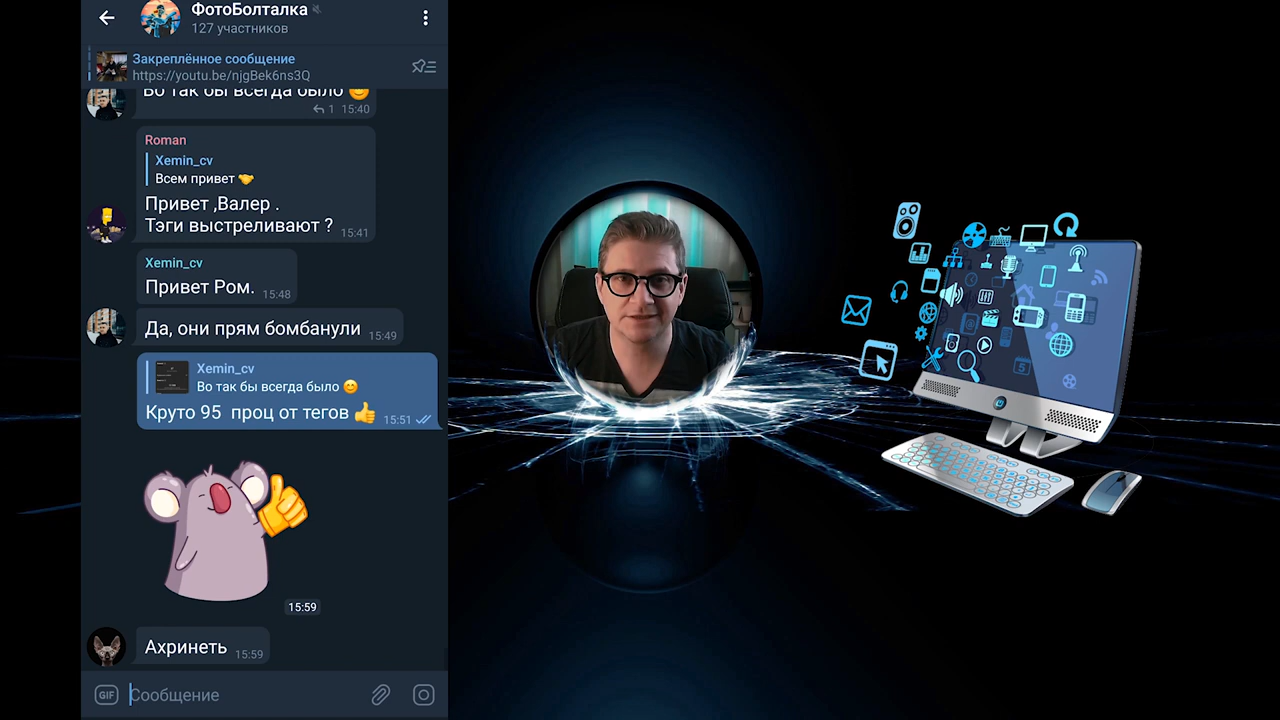 ФотоБолталка
127 участников
Закреплённое сообщение
https://youtu.be/njgBek6ns3Q
Во так бы всегда было 😊
1 15:40
Roman
Xemin_cv
Всем привет 🤝
Привет ,Валер .
Тэги выстреливают ? 15:41
Xemin_cv
Привет Ром. 15:48
Да, они прям бомбанули 15:49
Xemin_cv
Во так бы всегда было 😊
Круто 95 проц от тегов 👍 15:51
15:59
Ахринеть 15:59
GIF Сообщение
5